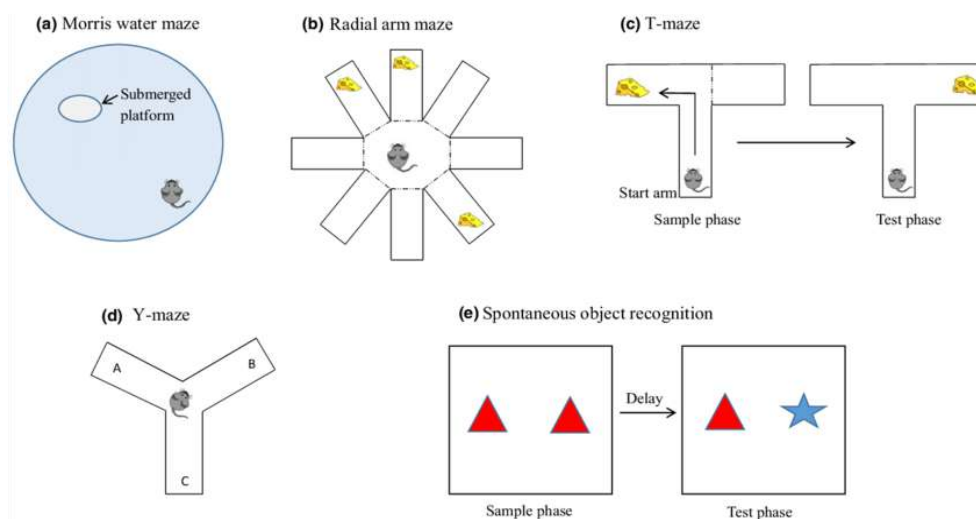 (a) Morris water maze
Submerged
platform
(b) Radial arm maze
(c) T-maze
Start arm
Sample phase
Test phase
(d) Y-maze
A
B
C
(e) Spontaneous object recognition
Delay
Sample phase
Test phase